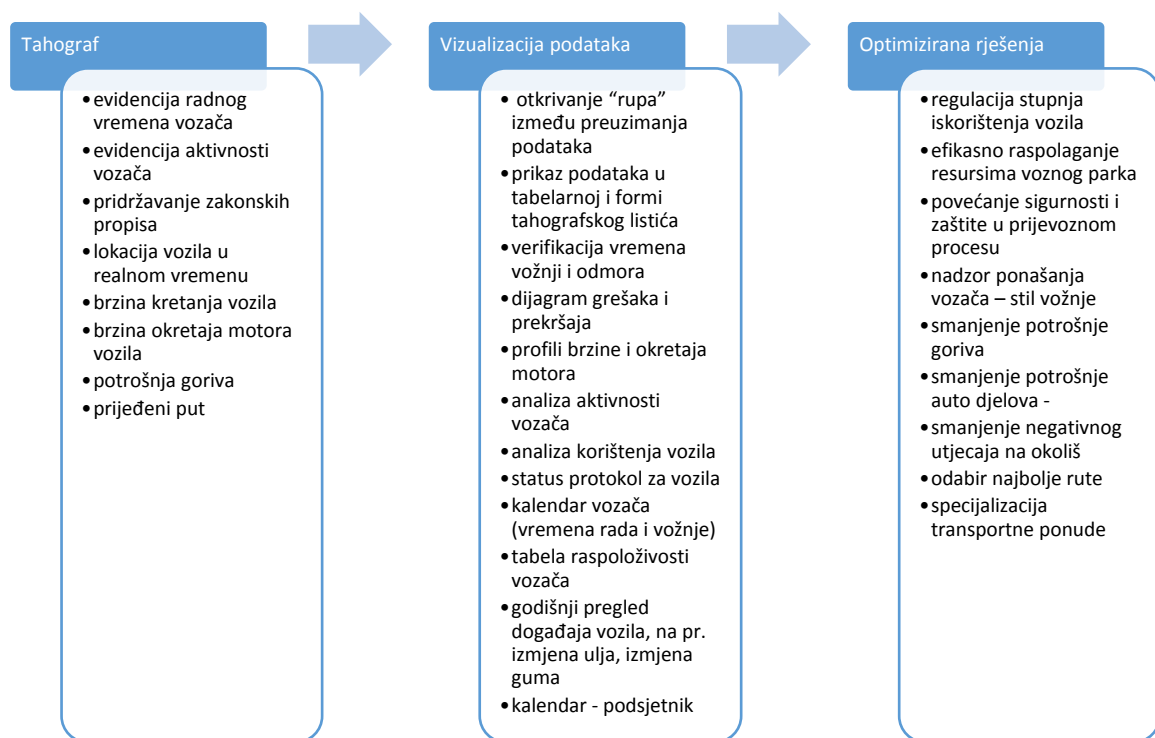 Tahograf
•evidencija radnog
vremena vozača
•evidencija aktivnosti
vozača
•pridržavanje zakonskih
propisa
•lokacija vozila u
realnom vremenu
•brzina kretanja vozila
•brzina okretaja motora
vozila
•potrošnja goriva
•prijeđeni put
Vizualizacija podataka
• otkrivanje “rupa”
između preuzimanja
podataka
•prikaz podataka u
tabelarnoj i formi
tahografskog listića
•verifikacija vremena
vožnji i odmora
•dijagram grešaka i
prekršaja
•profili brzine i okretaja
motora
•analiza aktivnosti
vozača
•analiza korištenja vozila
•status protokol za vozila
•kalendar vozača
(vremena rada i vožnje)
•tabela raspoloživosti
vozača
•godišnji pregled
događaja vozila, na pr.
izmjena ulja, izmjena
guma
•kalendar - podsjetnik
Optimizirana rješenja
•regulacija stupnja
iskorištenja vozila
•efikasno raspolaganje
resursima voznog parka
•povećanje sigurnosti i
zaštite u prijevoznom
procesu
•nadzor ponašanja
vozača – stil vožnje
•smanjenje potrošnje
goriva
•smanjenje potrošnje
auto djelova -
•smanjenje negativnog
utjecaja na okoliš
•odabir najbolje rute
•specijalizacija
transportne ponude